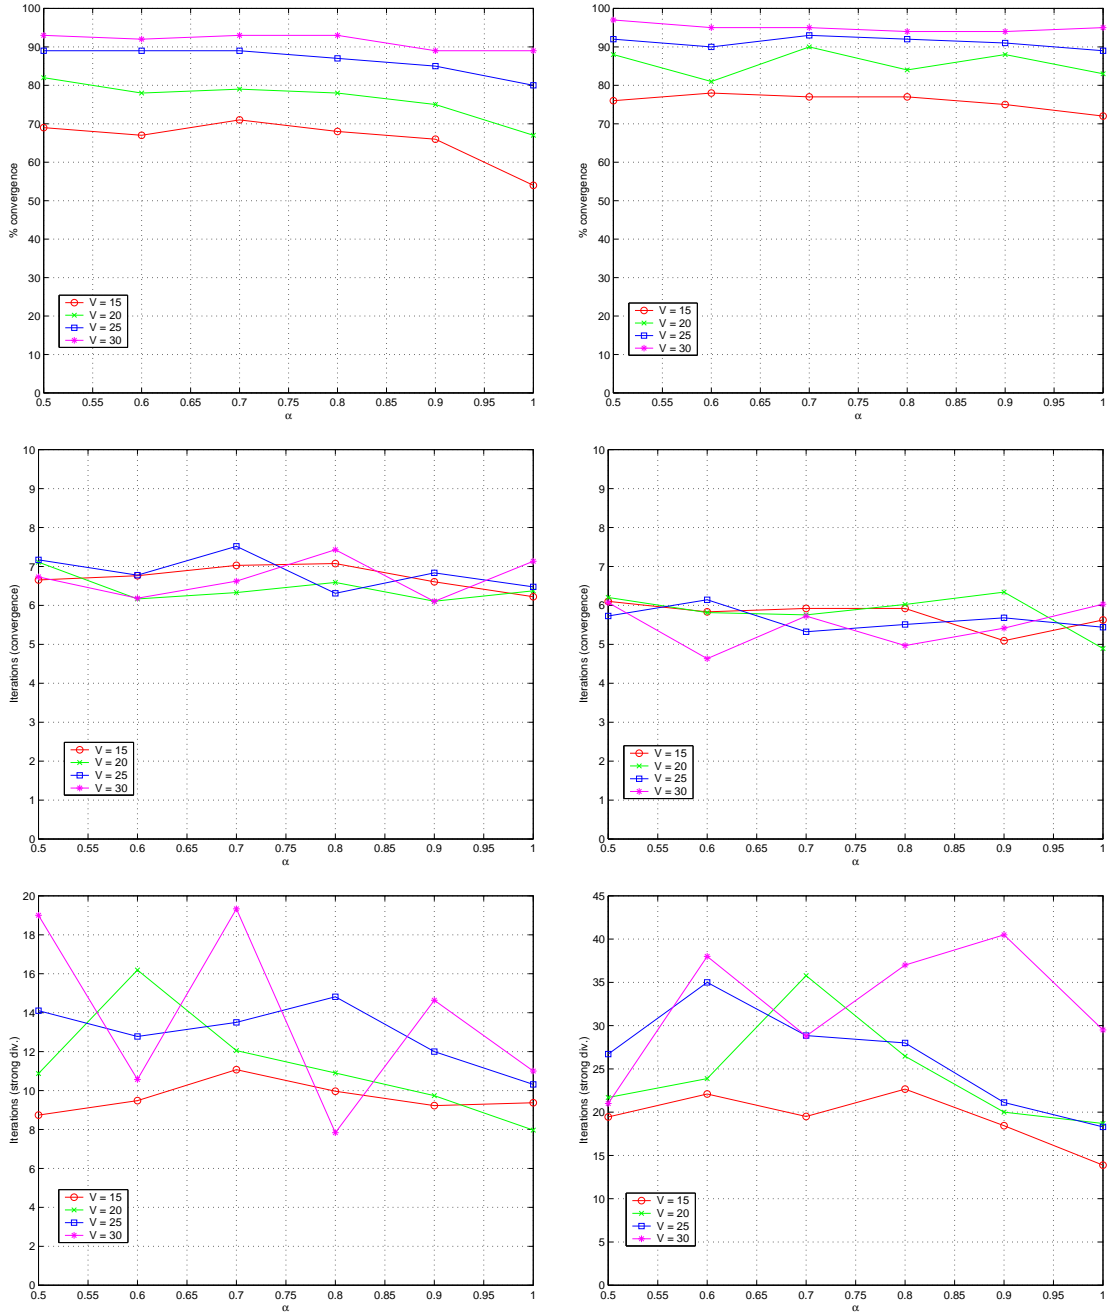 100
90
80
70
60
50
40
30
20
10
0
% convergence
V = 15
V = 20
V = 25
V = 30
0.5 0.55 0.6 0.65 0.7 0.75 0.8 0.85 0.9 0.95 1
α
100
90
80
70
60
50
40
30
20
10
0
% convergence
V = 15
V = 20
V = 25
V = 30
0.5 0.55 0.6 0.65 0.7 0.75 0.8 0.85 0.9 0.95 1
α
10
9
8
7
6
5
4
3
2
1
0
Iterations (convergence)
V = 15
V = 20
V = 25
V = 30
0.5 0.55 0.6 0.65 0.7 0.75 0.8 0.85 0.9 0.95 1
α
10
9
8
7
6
5
4
3
2
1
0
Iterations (convergence)
V = 15
V = 20
V = 25
V = 30
0.5 0.55 0.6 0.65 0.7 0.75 0.8 0.85 0.9 0.95 1
α
20
18
16
14
12
10
8
6
4
2
0
Iterations (strong div.)
V = 15
V = 20
V = 25
V = 30
0.5 0.55 0.6 0.65 0.7 0.75 0.8 0.85 0.9 0.95 1
α
45
40
35
30
25
20
15
10
5
0
Iterations (strong div.)
V = 15
V = 20
V = 25
V = 30
0.5 0.55 0.6 0.65 0.7 0.75 0.8 0.85 0.9 0.95 1
α